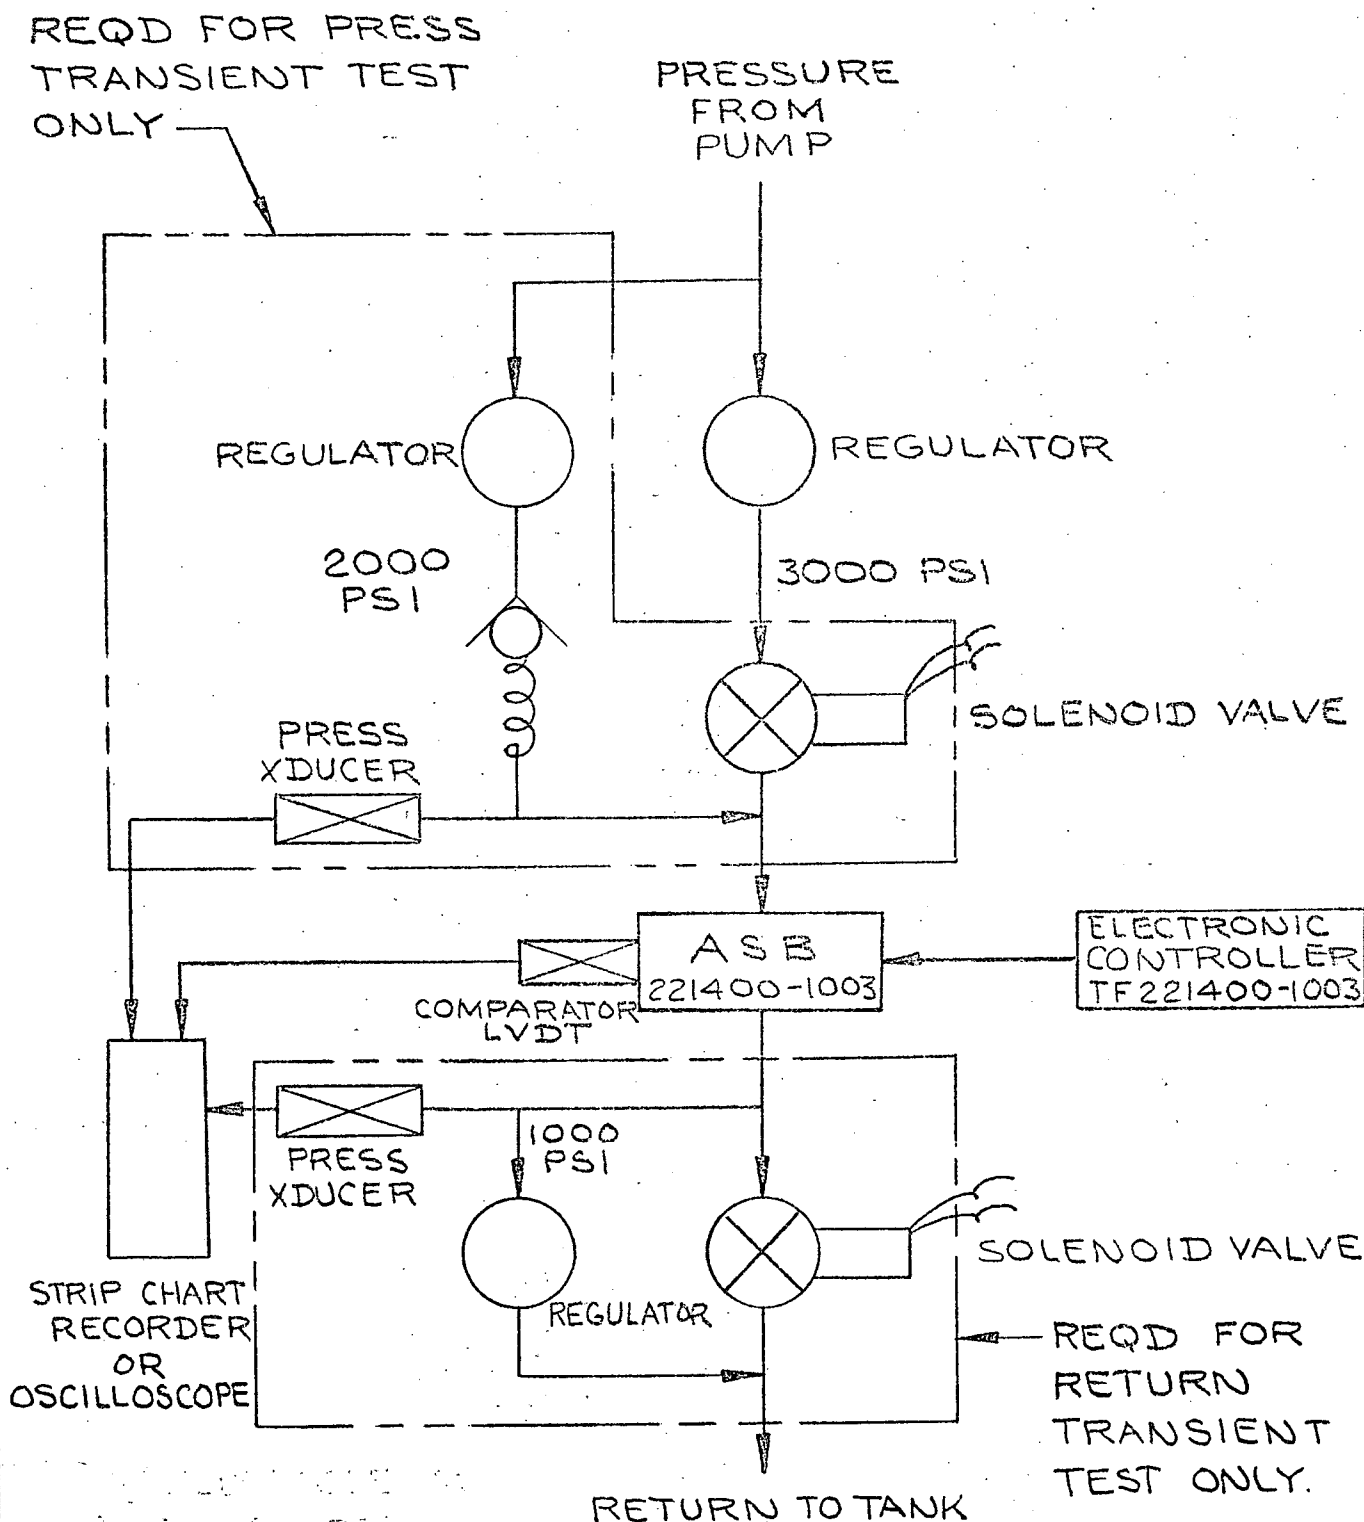 REQD FOR PRESS
TRANSIENT TEST
ONLY
PRESSURE
FROM
PUMP
REGULATOR
REGULATOR
2000
PSI
3000 PSI
SOLENOID VALVE
PRESS
XDUCER
ASB
221400-1003
ELECTRONIC
CONTROLLER
TF221400-1003
COMPARATOR
LVDT
1000
PSI
PRESS
XDUCER
SOLENOID VALVE
STRIP CHART
RECORDER
OR
OSCILLOSCOPE
REGULATOR
REQD FOR
RETURN
TRANSIENT
TEST ONLY.
RETURN TO TANK